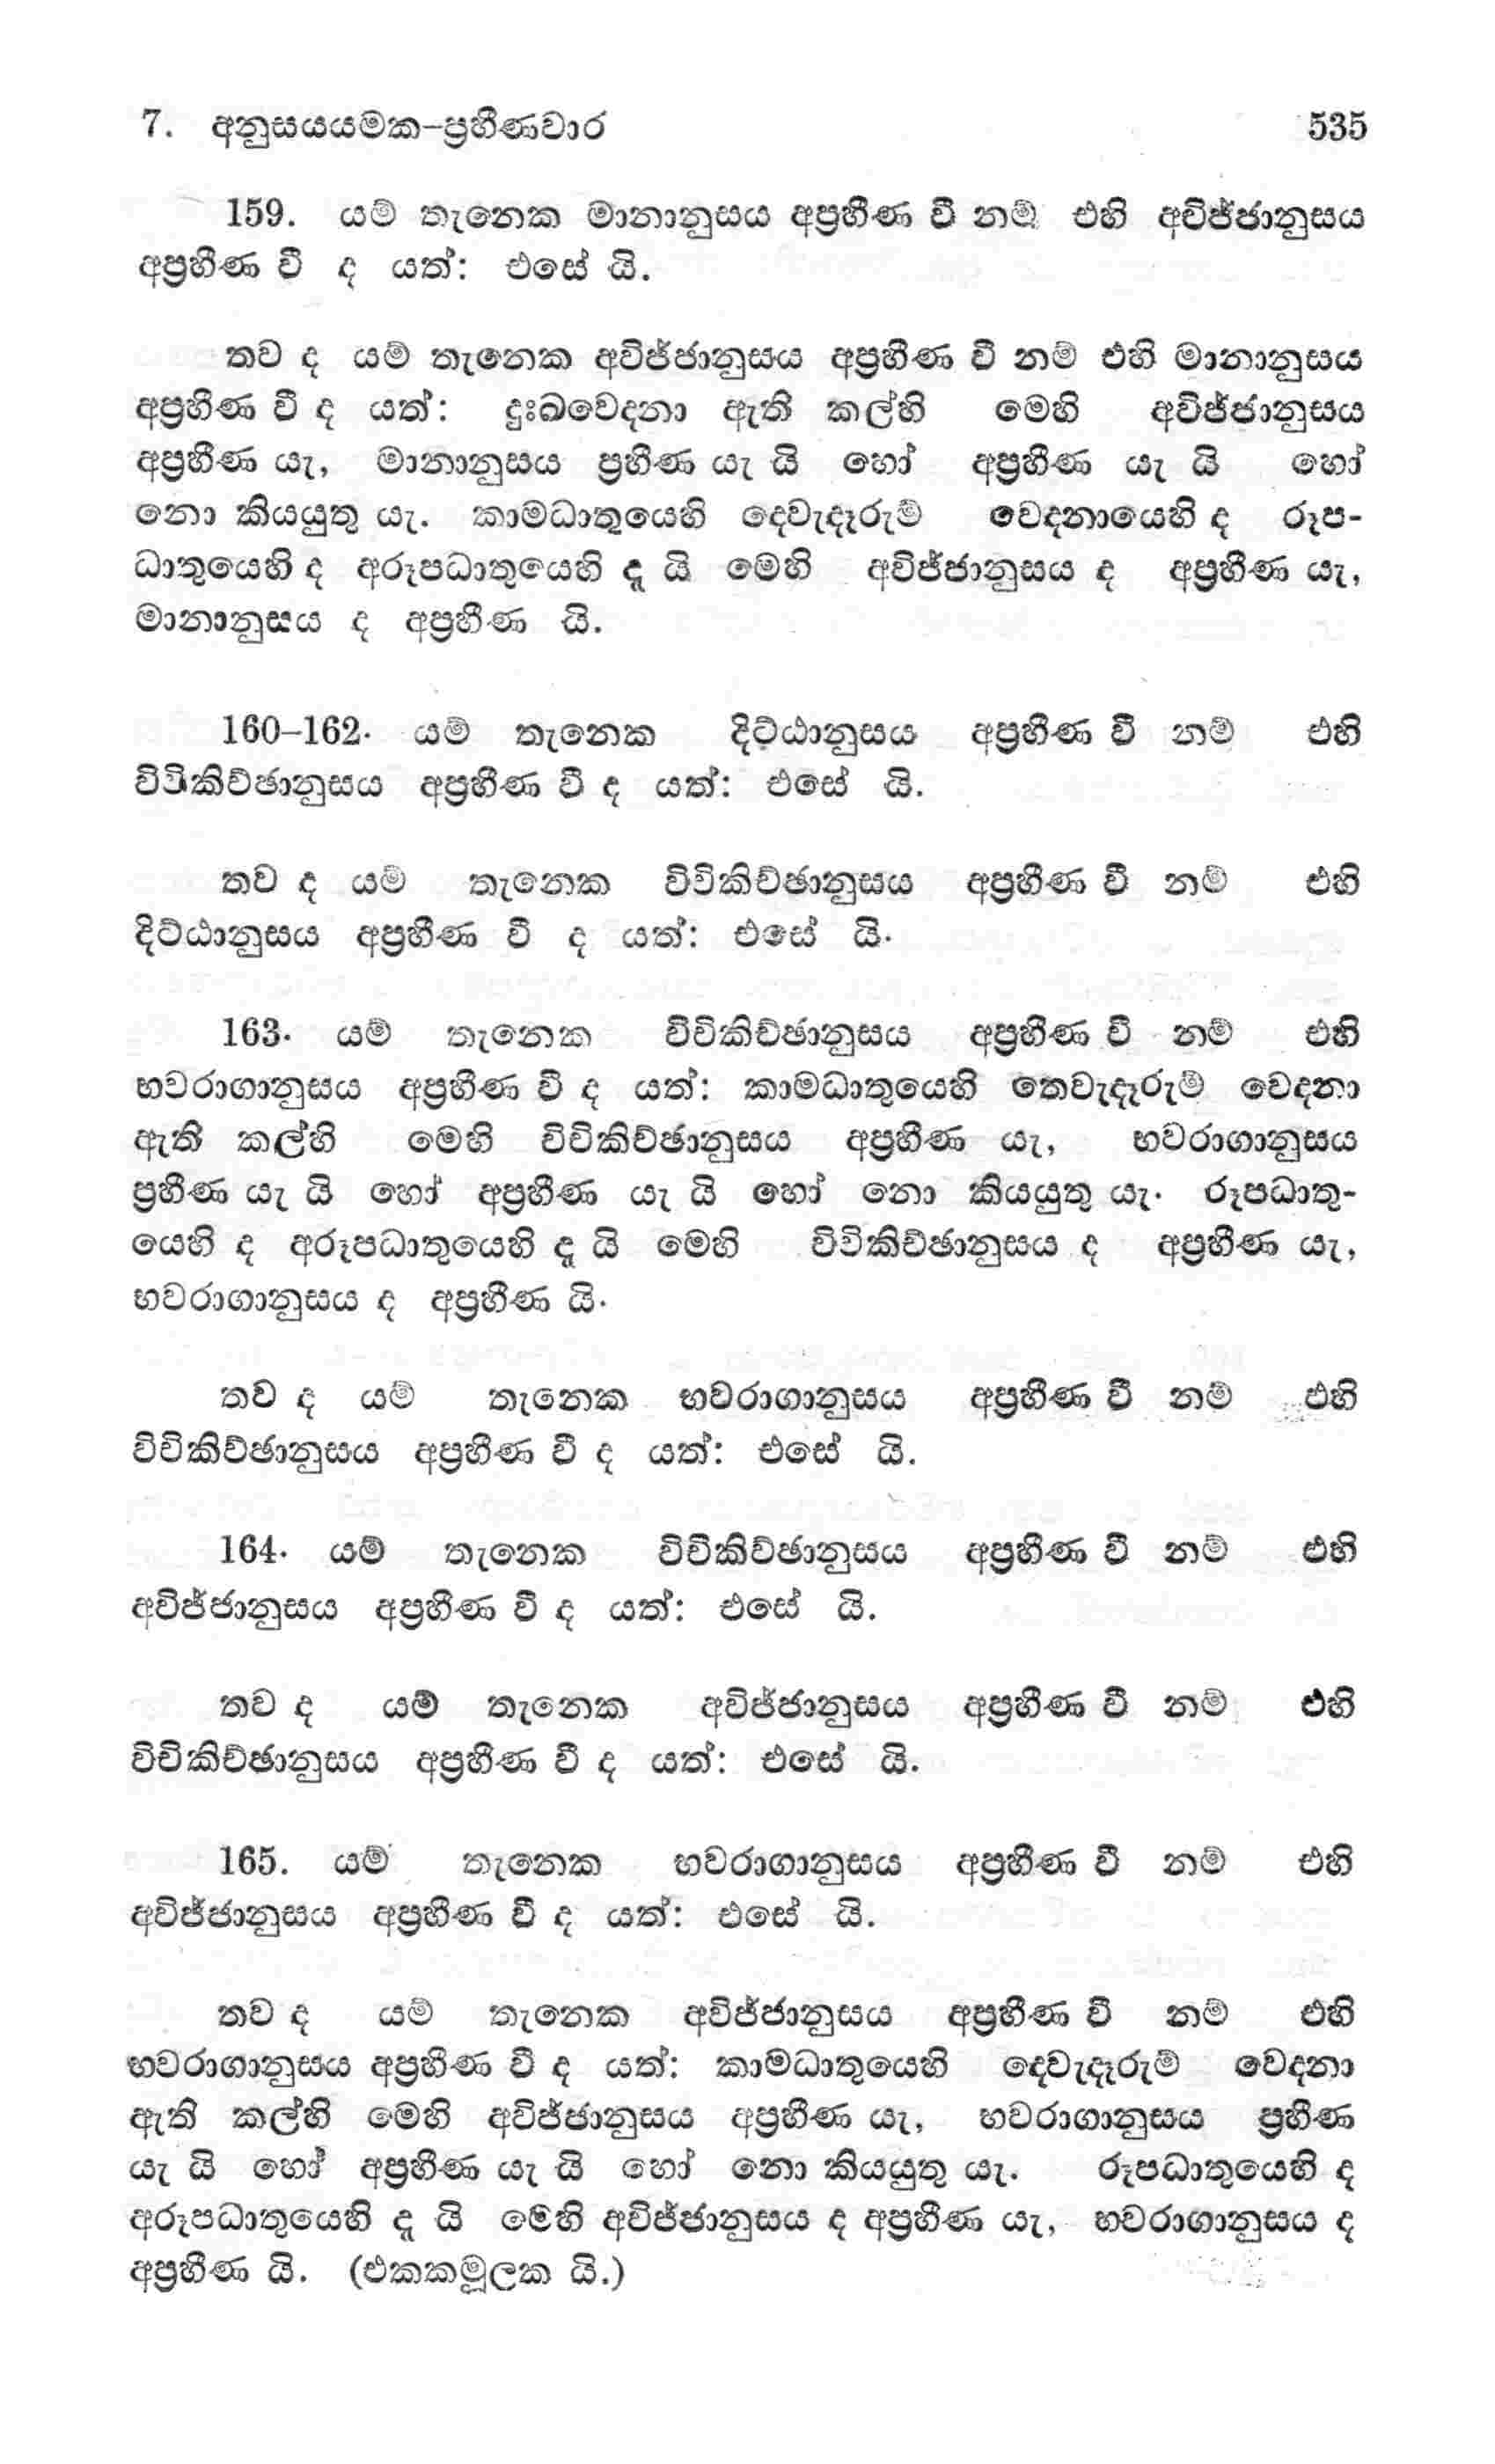 7. අනුසයයමක–ප්‍රහීණවාර 535
159. යම් තැනෙක මානානුසය අප්‍රහීණ වී නම් එහි අවිජ්ජානුසය
අප්‍රහීණ වී ද යත්: එසේ යි.
තව ද යම් තැනෙක අවිජ්ජානුසය අප්‍රහීණ වී නම් එහි මානානුසය
අප්‍රහීණ වී ද යත්: දුඃඛවෙදනා ඇති කල්හි මෙහි අවිජ්ජානුසය
අප්‍රහීණ යැ, මානානුසය ප්‍රහීණ යැ යි හෝ අප්‍රහීණ යැ යි හෝ
නො කියයුතු යැ. කාමධාතුයෙහි දෙවැදෑරුම් වෙදනායෙහි ද රූප-
ධාතුයෙහි ද අරූපධාතුයෙහි දු යි මෙහි අවිජ්ජානුසය ද අප්‍රහීණ යැ,
මානානුසය ද අප්‍රහීණ යි.
160–162. යම් තැනෙක දිට්ඨානුසය අප්‍රහීණ වී නම් එහි
විචිකිච්ඡානුසය අප්‍රහීණ වී ද යත්: එසේ යි.
තව ද යම් තැනෙක විචිකිච්ඡානුසය අප්‍රහීණ වී නම් එහි
දිට්ඨානුසය අප්‍රහීණ වී ද යත්: එසේ යි.
163. යම් තැනෙක විචිකිච්ඡානුසය අප්‍රහීණ වී නම් එහි
භවරාගානුසය අප්‍රහීණ වී ද යත්: කාමධාතුයෙහි තෙවැදෑරුම් වෙදනා
ඇති කල්හි මෙහි විචිකිච්ඡානුසය අප්‍රහීණ යැ, භවරාගානුසය
ප්‍රහීණ යැ යි හෝ අප්‍රහීණ යැ යි හෝ නො කියයුතු යැ. රූපධාතු-
යෙහි ද අරූපධාතුයෙහි දු යි මෙහි විචිකිච්ඡානුසය ද අප්‍රහීණ යැ,
භවරාගානුසය ද අප්‍රහීණ යි.
තව ද යම් තැනෙක භවරාගානුසය අප්‍රහීණ වී නම් එහි
විචිකිච්ඡානුසය අප්‍රහීණ වී ද යත්: එසේ යි.
164. යම් තැනෙක විචිකිච්ඡානුසය අප්‍රහීණ වී නම් එහි
අවිජ්ජානුසය අප්‍රහීණ වී ද යත්: එසේ යි.
තව ද යම් තැනෙක අවිජ්ජානුසය අප්‍රහීණ වී නම් එහි
විචිකිච්ඡානුසය අප්‍රහීණ වී ද යත්: එසේ යි.
165. යම් තැනෙක භවරාගානුසය අප්‍රහීණ වී නම් එහි
අවිජ්ජානුසය අප්‍රහීණ වී ද යත්: එසේ යි.
තව ද යම් තැනෙක අවිජ්ජානුසය අප්‍රහීණ වී නම් එහි
භවරාගානුසය අප්‍රහීණ වී ද යත්: කාමධාතුයෙහි දෙවැදෑරුම් වෙදනා
ඇති කල්හි මෙහි අවිජ්ජානුසය අප්‍රහීණ යැ, භවරාගානුසය ප්‍රහීණ
යැ යි හෝ අප්‍රහීණ යැ යි හෝ නො කියයුතු යැ. රූපධාතුයෙහි ද
අරූපධාතුයෙහි දු යි මෙහි අවිජ්ජානුසය ද අප්‍රහීණ යැ, භවරාගානුසය ද
අප්‍රහීණ යි. (එකකමූලක යි.)